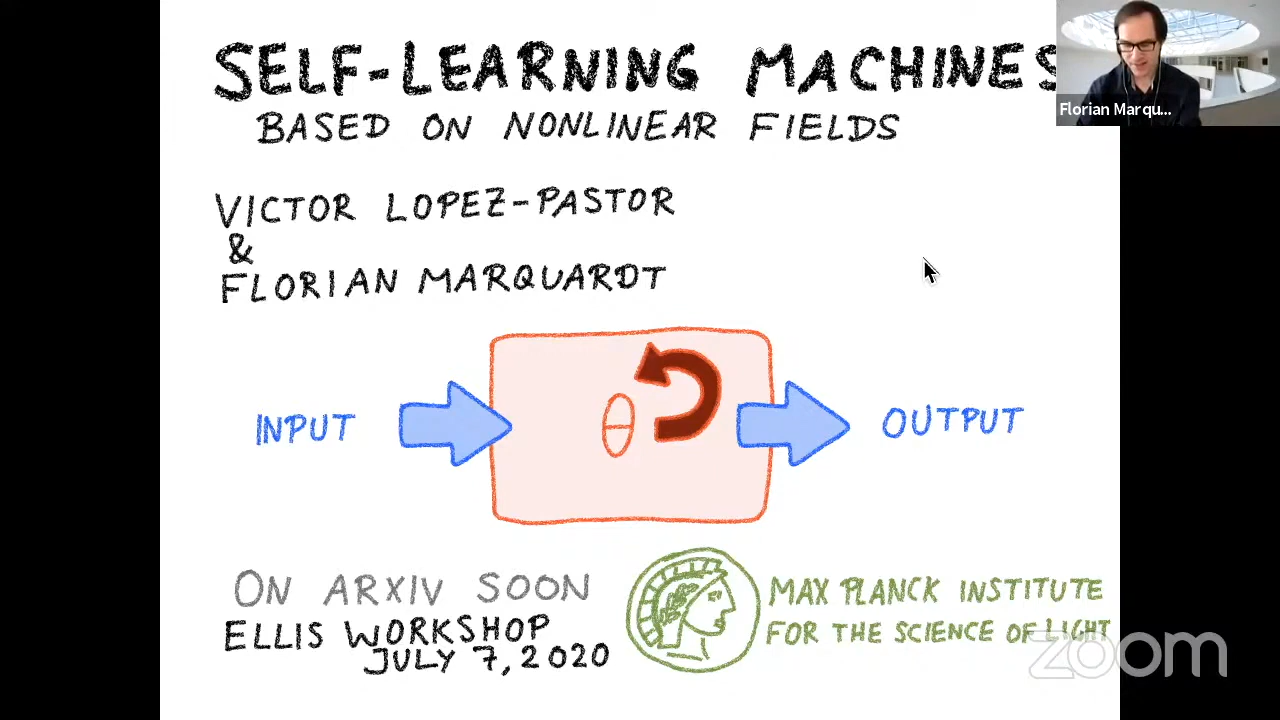 SELF-LEARNING MACHINES
BASED ON NONLINEAR FIELDS
Florian Marqu...
VICTOR LOPEZ-PASTOR
&
FLORIAN MARQUARDT
INPUT
θ
OUTPUT
ON ARXIV SOON
ELLIS WORKSHOP
JULY 7, 2020
MAX PLANCK INSTITUTE
FOR THE SCIENCE OF LIGHT
zoom